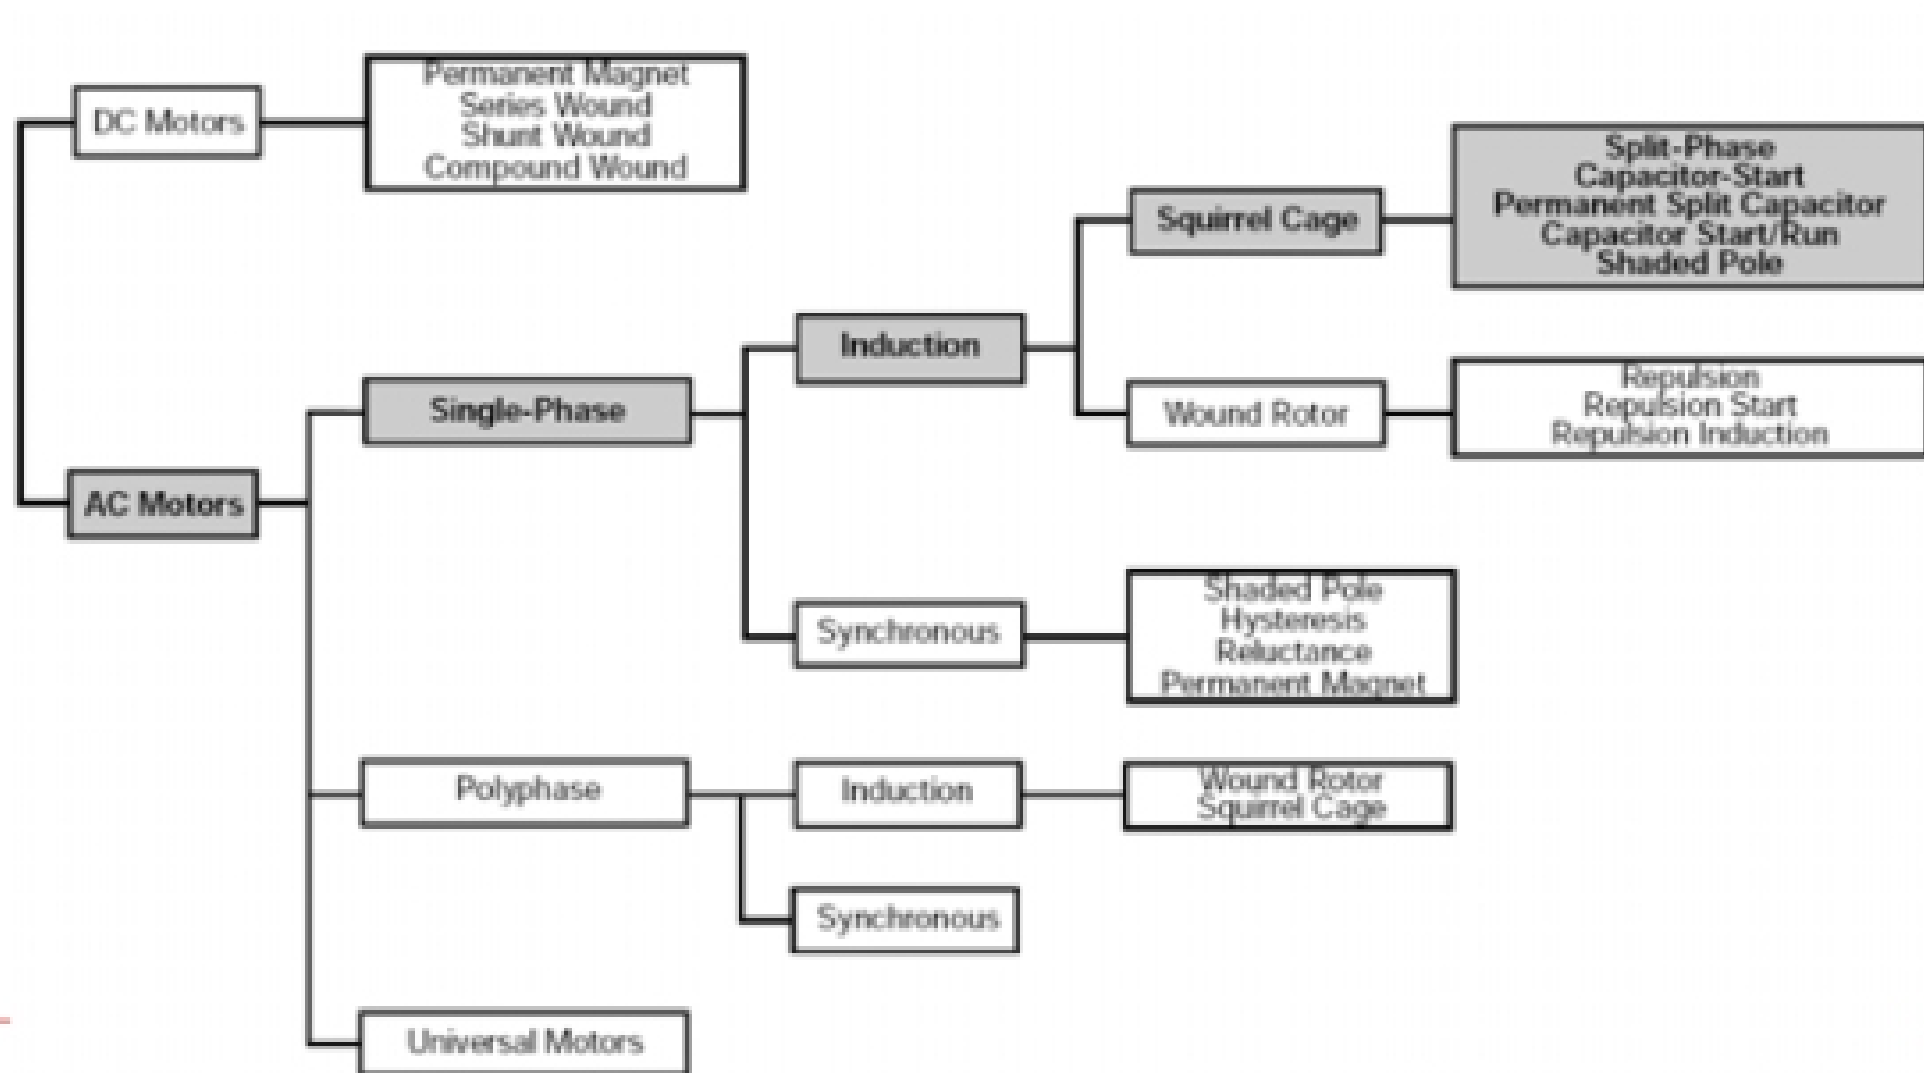 DC Motors
Permanent Magnet
Series Wound
Shunt Wound
Compound Wound
AC Motors
Single-Phase
Induction
Squirrel Cage
Split-Phase
Capacitor-Start
Permanent Split Capacitor
Capacitor Start/Run
Shaded Pole
Wound Rotor
Repulsion
Repulsion Start
Repulsion Induction
Synchronous
Shaded Pole
Hysteresis
Reluctance
Permanent Magnet
Polyphase
Induction
Wound Rotor
Squirrel Cage
Synchronous
Universal Motors